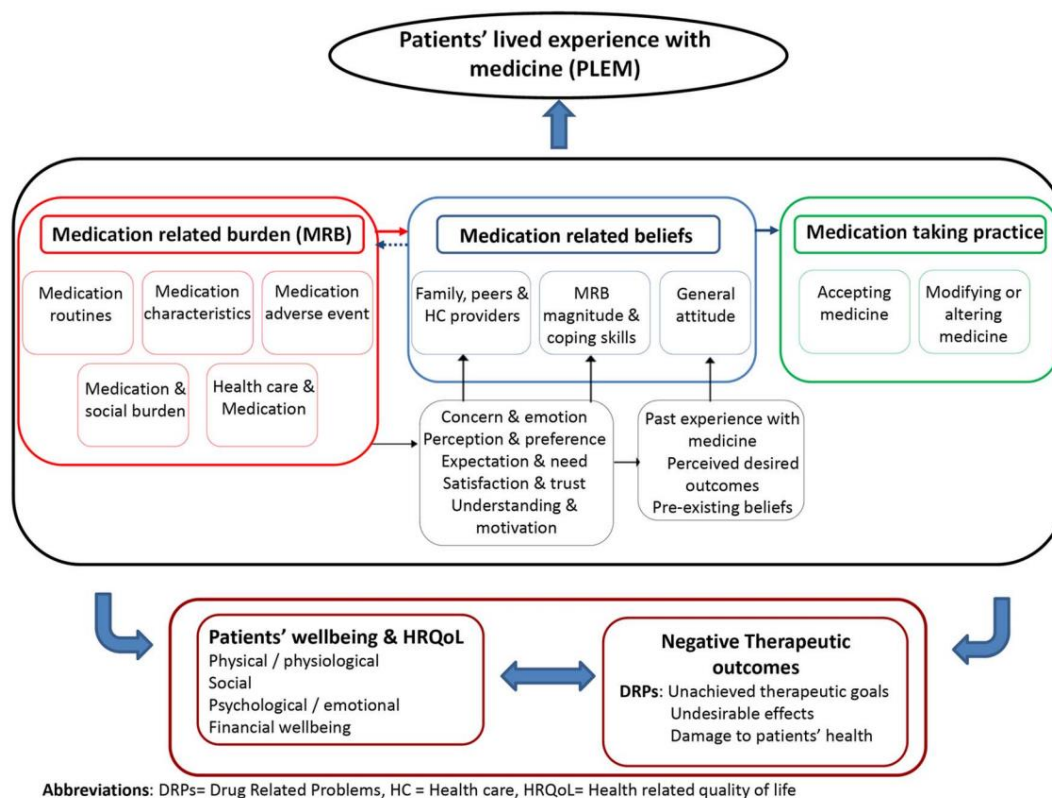 Patients' lived experience with
medicine (PLEM)
Medication related burden (MRB)
Medication
routines
Medication
characteristics
Medication
adverse event
Medication &
social burden
Health care &
Medication
Medication related beliefs
Family, peers &
HC providers
MRB
magnitude &
coping skills
General
attitude
Medication taking practice
Accepting
medicine
Modifying or
altering
medicine
Concern & emotion
Perception & preference
Expectation & need
Satisfaction & trust
Understanding &
motivation
Past experience with
medicine
Perceived desired
outcomes
Pre-existing beliefs
Patients' wellbeing & HRQoL
Physical / physiological
Social
Psychological / emotional
Financial wellbeing
Negative Therapeutic
outcomes
DRPs: Unachieved therapeutic goals
Undesirable effects
Damage to patients' health
Abbreviations: DRPs= Drug Related Problems, HC = Health care, HRQoL= Health related quality of life